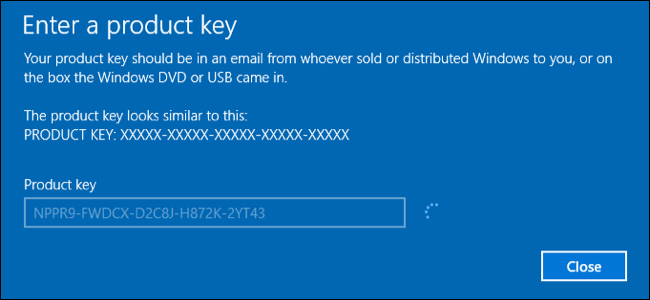 Enter a product key
Your product key should be in an email from whoever sold or distributed Windows to you, or on
the box the Windows DVD or USB came in.
The product key looks similar to this:
PRODUCT KEY: XXXXX-XXXXX-XXXXX-XXXXX-XXXXX
Product key
NPPR9-FWDCX-D2C8J-H872K-2YT43
Close